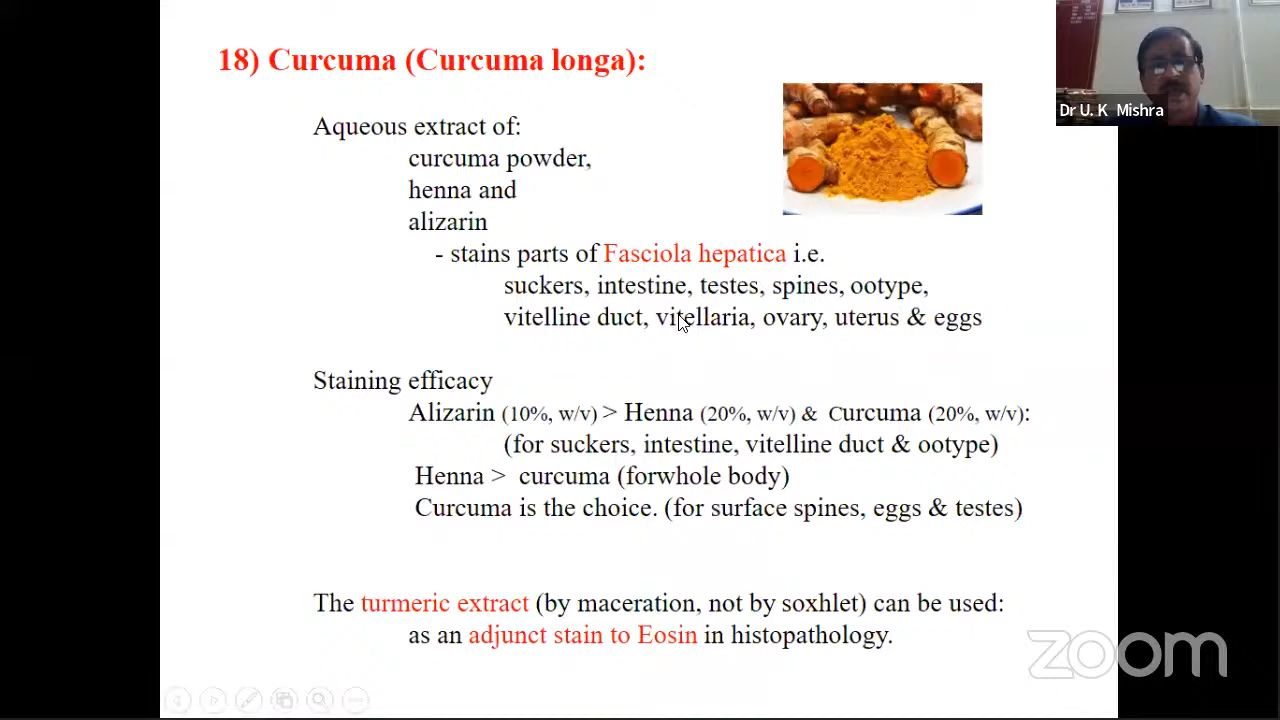 18) Curcuma (Curcuma longa):
Dr U. K Mishra
Aqueous extract of:
curcuma powder,
henna and
alizarin
- stains parts of Fasciola hepatica i.e.
suckers, intestine, testes, spines, ootype,
vitelline duct, vitellaria, ovary, uterus & eggs
Staining efficacy
Alizarin (10%, w/v) > Henna (20%, w/v) & Curcuma (20%, w/v):
(for suckers, intestine, vitelline duct & ootype)
Henna > curcuma (forwhole body)
Curcuma is the choice. (for surface spines, eggs & testes)
The turmeric extract (by maceration, not by soxhlet) can be used:
as an adjunct stain to Eosin in histopathology.
zoom